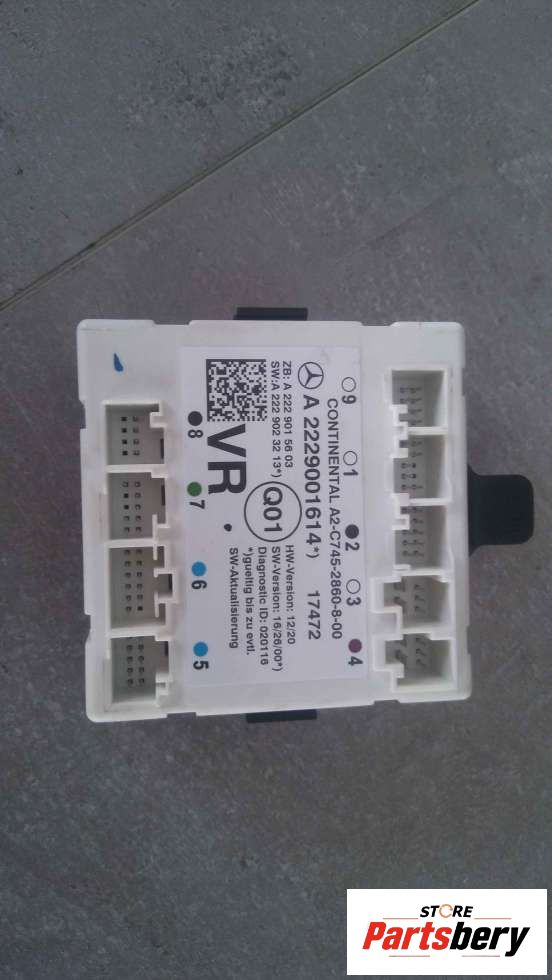 9 1 2 3 4
CONTINENTAL A2-C745-2860-8-00
A 2229001614*) 17472
ZB: A 222 901 56 03
SW: A 222 902 32 13*)
Q01
HW-Version: 12/20
SW-Version: 16/26/00*)
Diagnostic ID: 020116
*)gueltig bis zu evtl.
SW-Aktualisierung
VR
8 7 6 5
STORE
Partsbery